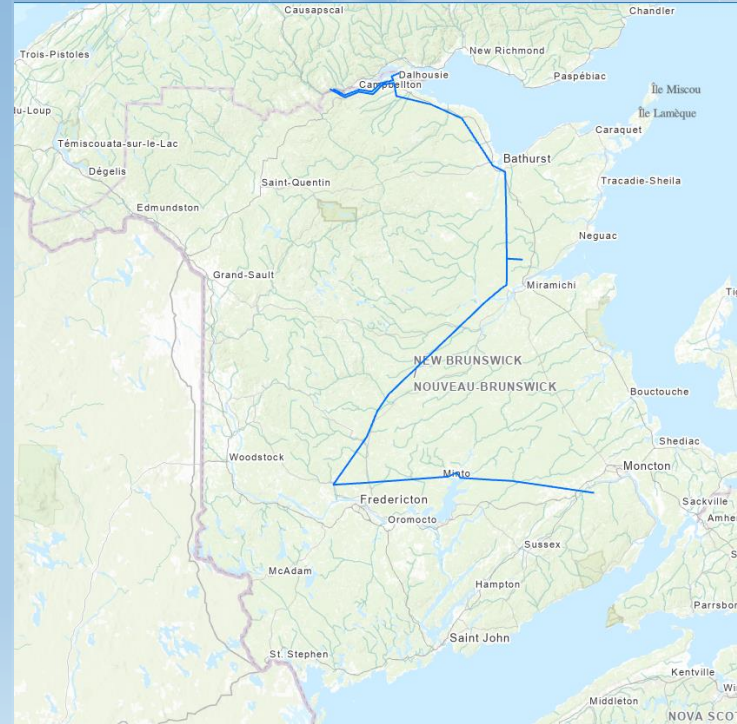 Causapscal
Chandler
Trois-Pistoles
New Richmond
Dalhousie
Campbellton
Paspébiac
Île Miscou
du-Loup
Île Lamèque
Caraquet
Témiscouata-sur-le-Lac
Bathurst
Dégelis
Saint-Quentin
Tracadie-Sheila
Edmundston
Neguac
Grand-Sault
Miramichi
NEW BRUNSWICK
NOUVEAU-BRUNSWICK
Bouctouche
Shediac
Woodstock
Minto
Moncton
Fredericton
Sackville
Oromocto
Amhe
Sussex
McAdam
Hampton
Parrsbor
Saint John
St. Stephen
Kentville
Middleton
NOVA SCOT